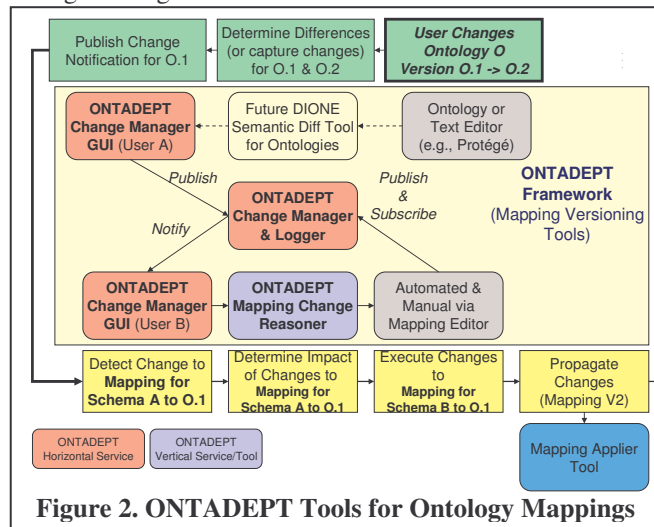 Publish Change
Notification for O.1
Determine Differences
(or capture changes)
for O.1 & O.2
User Changes
Ontology O
Version O.1 -> O.2
ONTADEPT
Change Manager
GUI (User A)
Future DIONE
Semantic Diff Tool
for Ontologies
Ontology or
Text Editor
(e.g., Protégé)
ONTADEPT
Framework
(Mapping Versioning
Tools)
Publish
Publish
&
Subscribe
ONTADEPT
Change Manager
& Logger
Notify
ONTADEPT
Change Manager
GUI (User B)
ONTADEPT
Mapping Change
Reasoner
Automated &
Manual via
Mapping Editor
Detect Change to
Mapping for
Schema A to O.1
Determine Impact
of Changes to
Mapping for
Schema A to O.1
Execute Changes
to
Mapping for
Schema B to O.1
Propagate
Changes
(Mapping V2)
ONTADEPT
Horizontal Service
ONTADEPT
Vertical Service/Tool
Mapping Applier
Tool
Figure 2. ONTADEPT Tools for Ontology Mappings